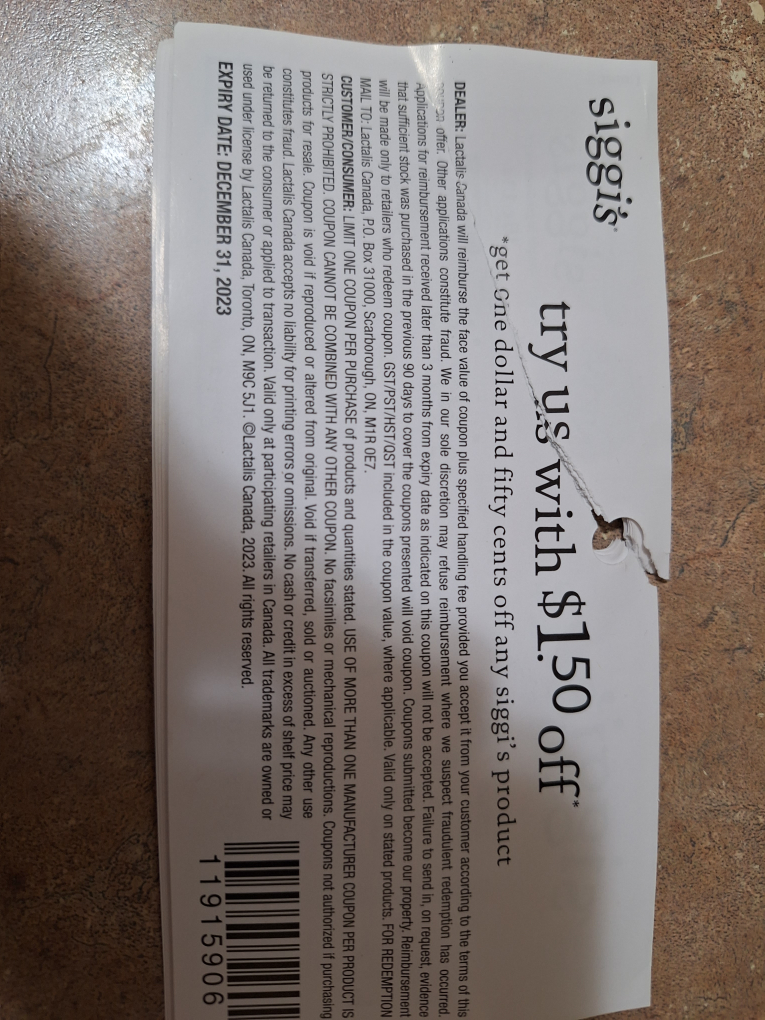 siggi's®
try us with $1.50 off*
*get one dollar and fifty cents off any siggi's product
DEALER: Lactalis Canada will reimburse the face value of coupon plus specified handling fee provided you accept it from your customer according to the terms of this
offer. Other applications constitute fraud. We in our sole discretion may refuse reimbursement where we suspect fraudulent redemption has occurred.
Applications for reimbursement received later than 3 months from expiry date as indicated on this coupon will not be accepted. Failure to send in, on request, evidence
that sufficient stock was purchased in the previous 90 days to cover the coupons presented will void coupon. Coupons submitted become our property. Reimbursement
will be made only to retailers who redeem coupon. GST/PST/HST/QST included in the coupon value, where applicable. Valid only on stated products. FOR REDEMPTION
MAIL TO: Lactalis Canada, P.O. Box 31000, Scarborough, ON, M1R 0E7.
CUSTOMER/CONSUMER: LIMIT ONE COUPON PER PURCHASE of products and quantities stated. USE OF MORE THAN ONE MANUFACTURER COUPON PER PRODUCT IS
STRICTLY PROHIBITED. COUPON CANNOT BE COMBINED WITH ANY OTHER COUPON. No facsimiles or mechanical reproductions. Coupons not authorized if purchasing
products for resale. Coupon is void if reproduced or altered from original. Void if transferred, sold or auctioned. Any other use
constitutes fraud. Lactalis Canada accepts no liability for printing errors or omissions. No cash or credit in excess of shelf price may
be returned to the consumer or applied to transaction. Valid only at participating retailers in Canada. All trademarks are owned or
used under license by Lactalis Canada, Toronto, ON, M9C 5J1. ©Lactalis Canada, 2023. All rights reserved.
EXPIRY DATE: DECEMBER 31, 2023
11915906